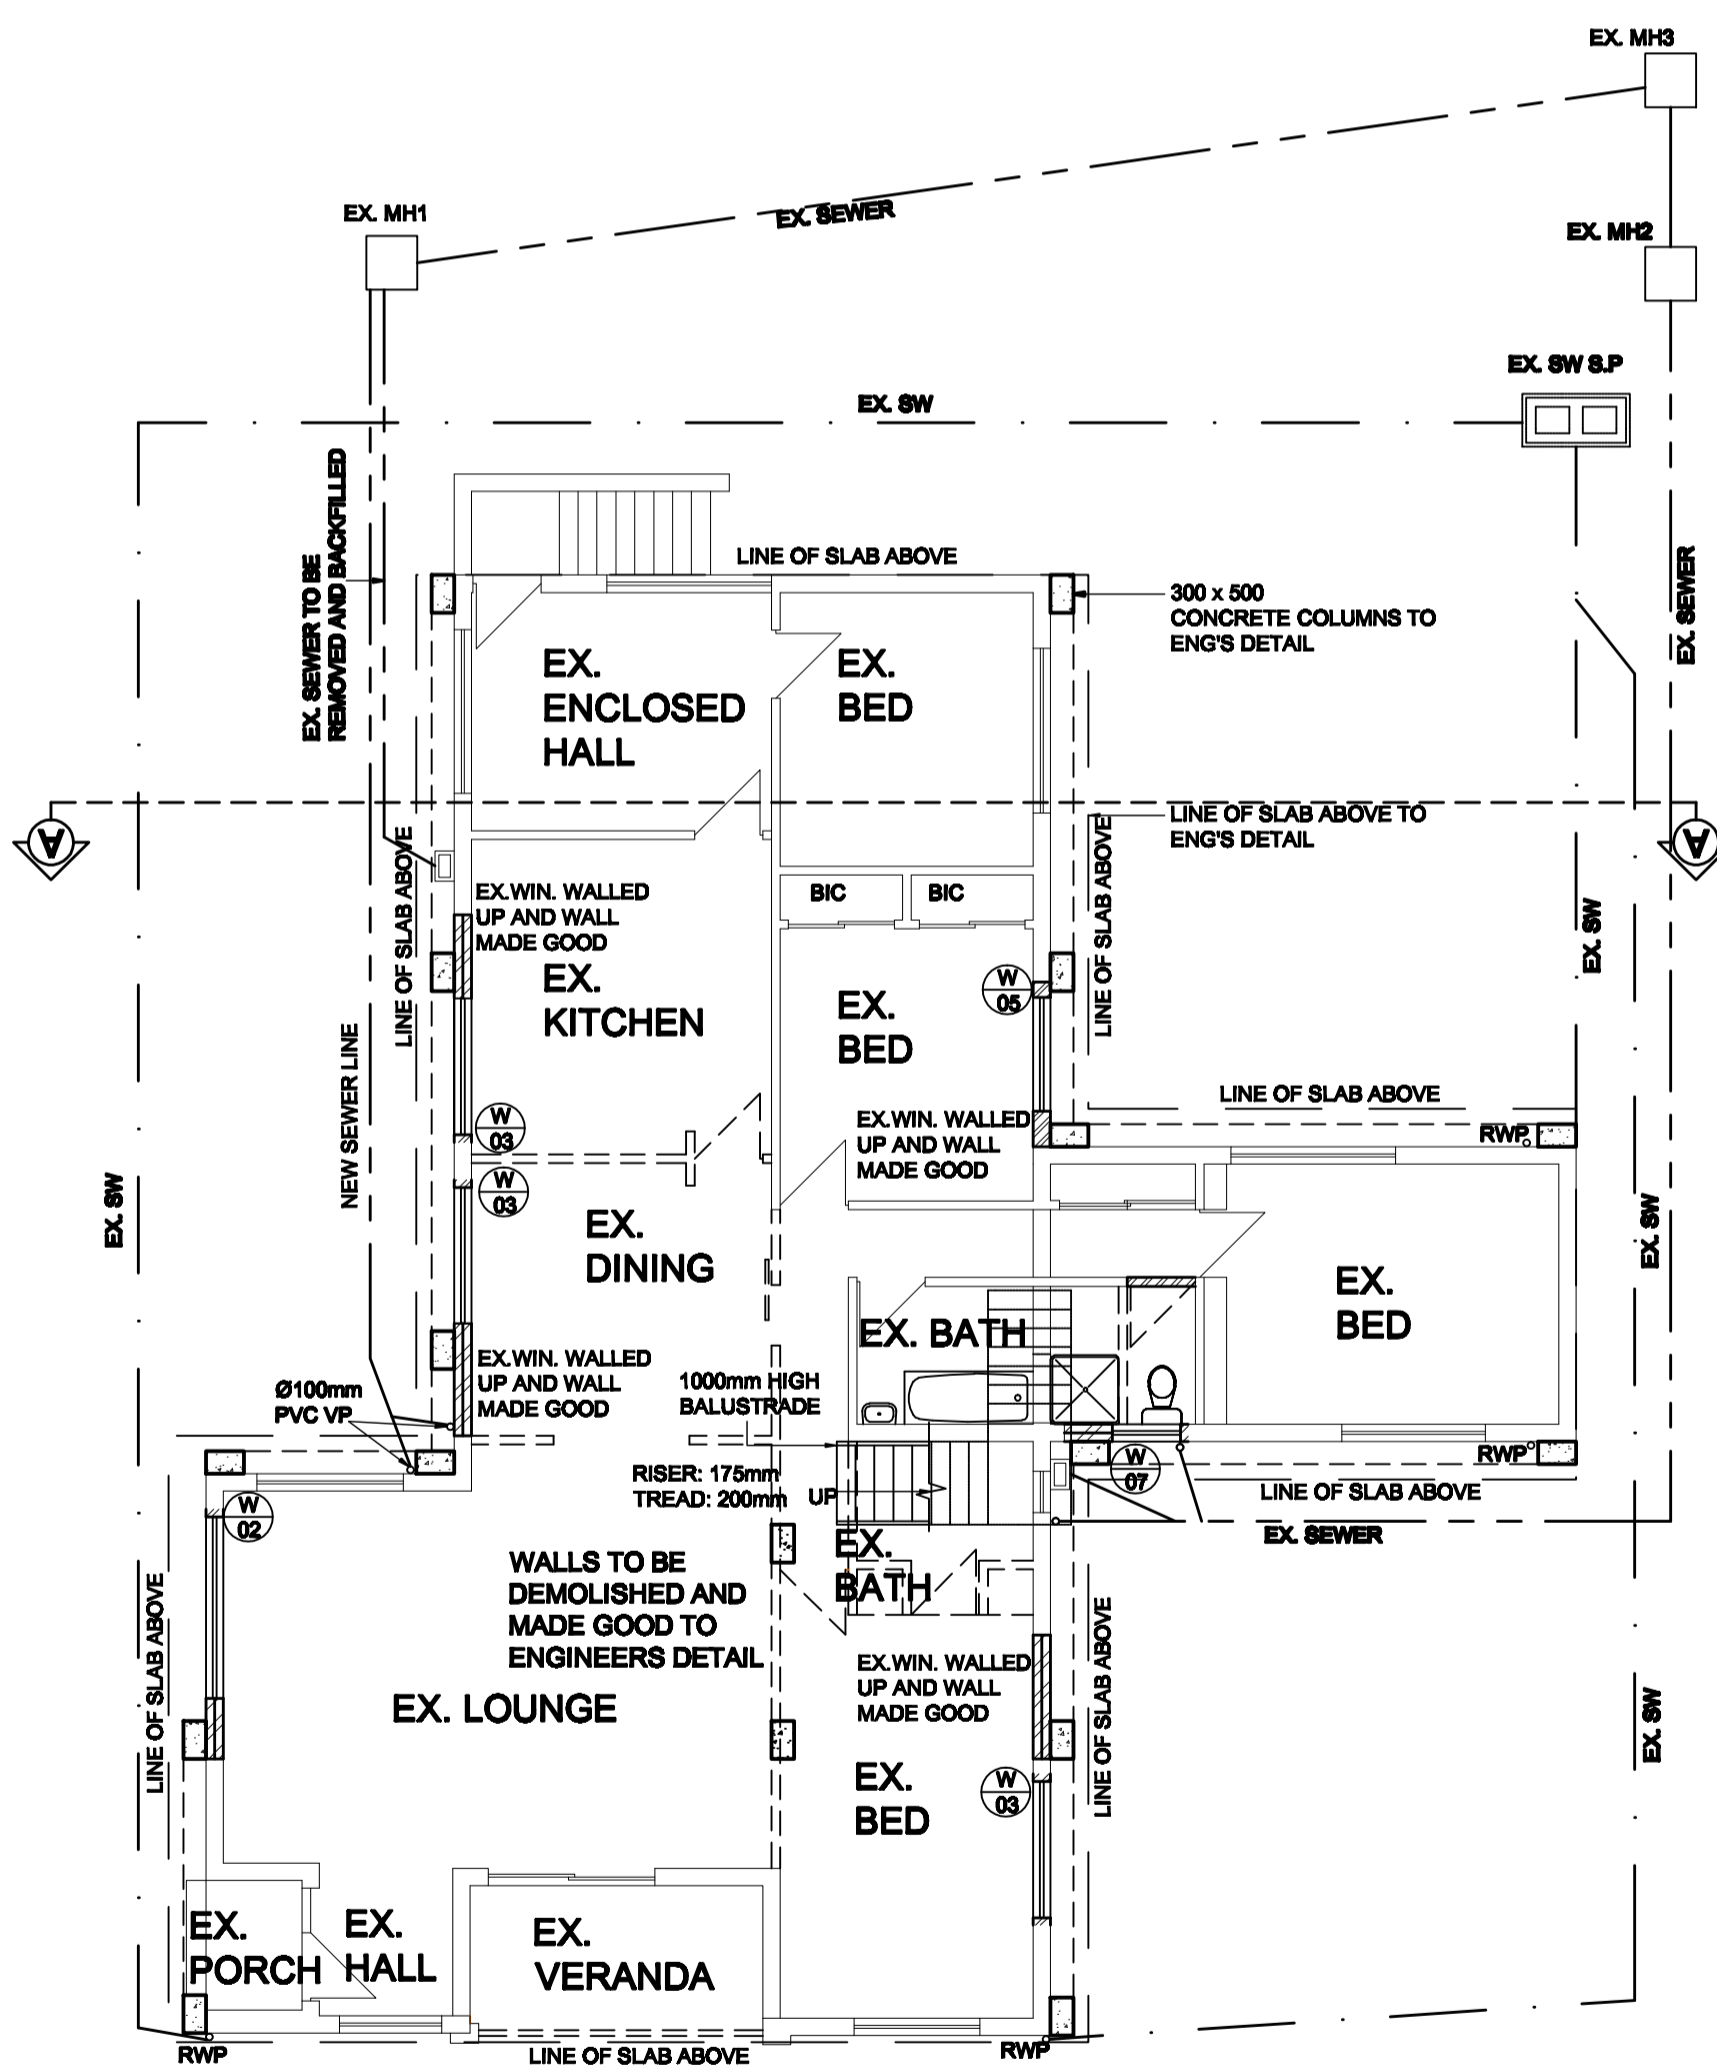 EX. MH3
EX. MH1
EX. SEWER
EX. MH2
EX. SW S.P
EX. SW
EX. SEWER TO BE
REMOVED AND BACKFILLED
LINE OF SLAB ABOVE
300 x 500
CONCRETE COLUMNS TO
ENG'S DETAIL
EX. SEWER
EX.
ENCLOSED
HALL
EX.
BED
A
A
LINE OF SLAB ABOVE TO
ENG'S DETAIL
LINE OF SLAB ABOVE
LINE OF SLAB ABOVE
EX.WIN. WALLED
UP AND WALL
MADE GOOD
BIC
BIC
EX. SW
EX.
KITCHEN
EX.
BED
W
05
NEW SEWER LINE
LINE OF SLAB ABOVE
W
03
EX.WIN. WALLED
UP AND WALL
MADE GOOD
RWP
W
03
EX. SW
EX. SW
EX.
DINING
EX.
BED
EX. BATH
EX.WIN. WALLED
UP AND WALL
MADE GOOD
Ø100mm
PVC VP
1000mm HIGH
BALUSTRADE
RWP
RISER: 175mm
TREAD: 200mm
UP
W
07
LINE OF SLAB ABOVE
W
02
EX. SEWER
EX.
BATH
WALLS TO BE
DEMOLISHED AND
MADE GOOD TO
ENGINEERS DETAIL
LINE OF SLAB ABOVE
LINE OF SLAB ABOVE
EX.WIN. WALLED
UP AND WALL
MADE GOOD
EX. LOUNGE
EX. SW
EX.
BED
W
03
EX.
PORCH
EX.
HALL
EX.
VERANDA
RWP
LINE OF SLAB ABOVE
RWP